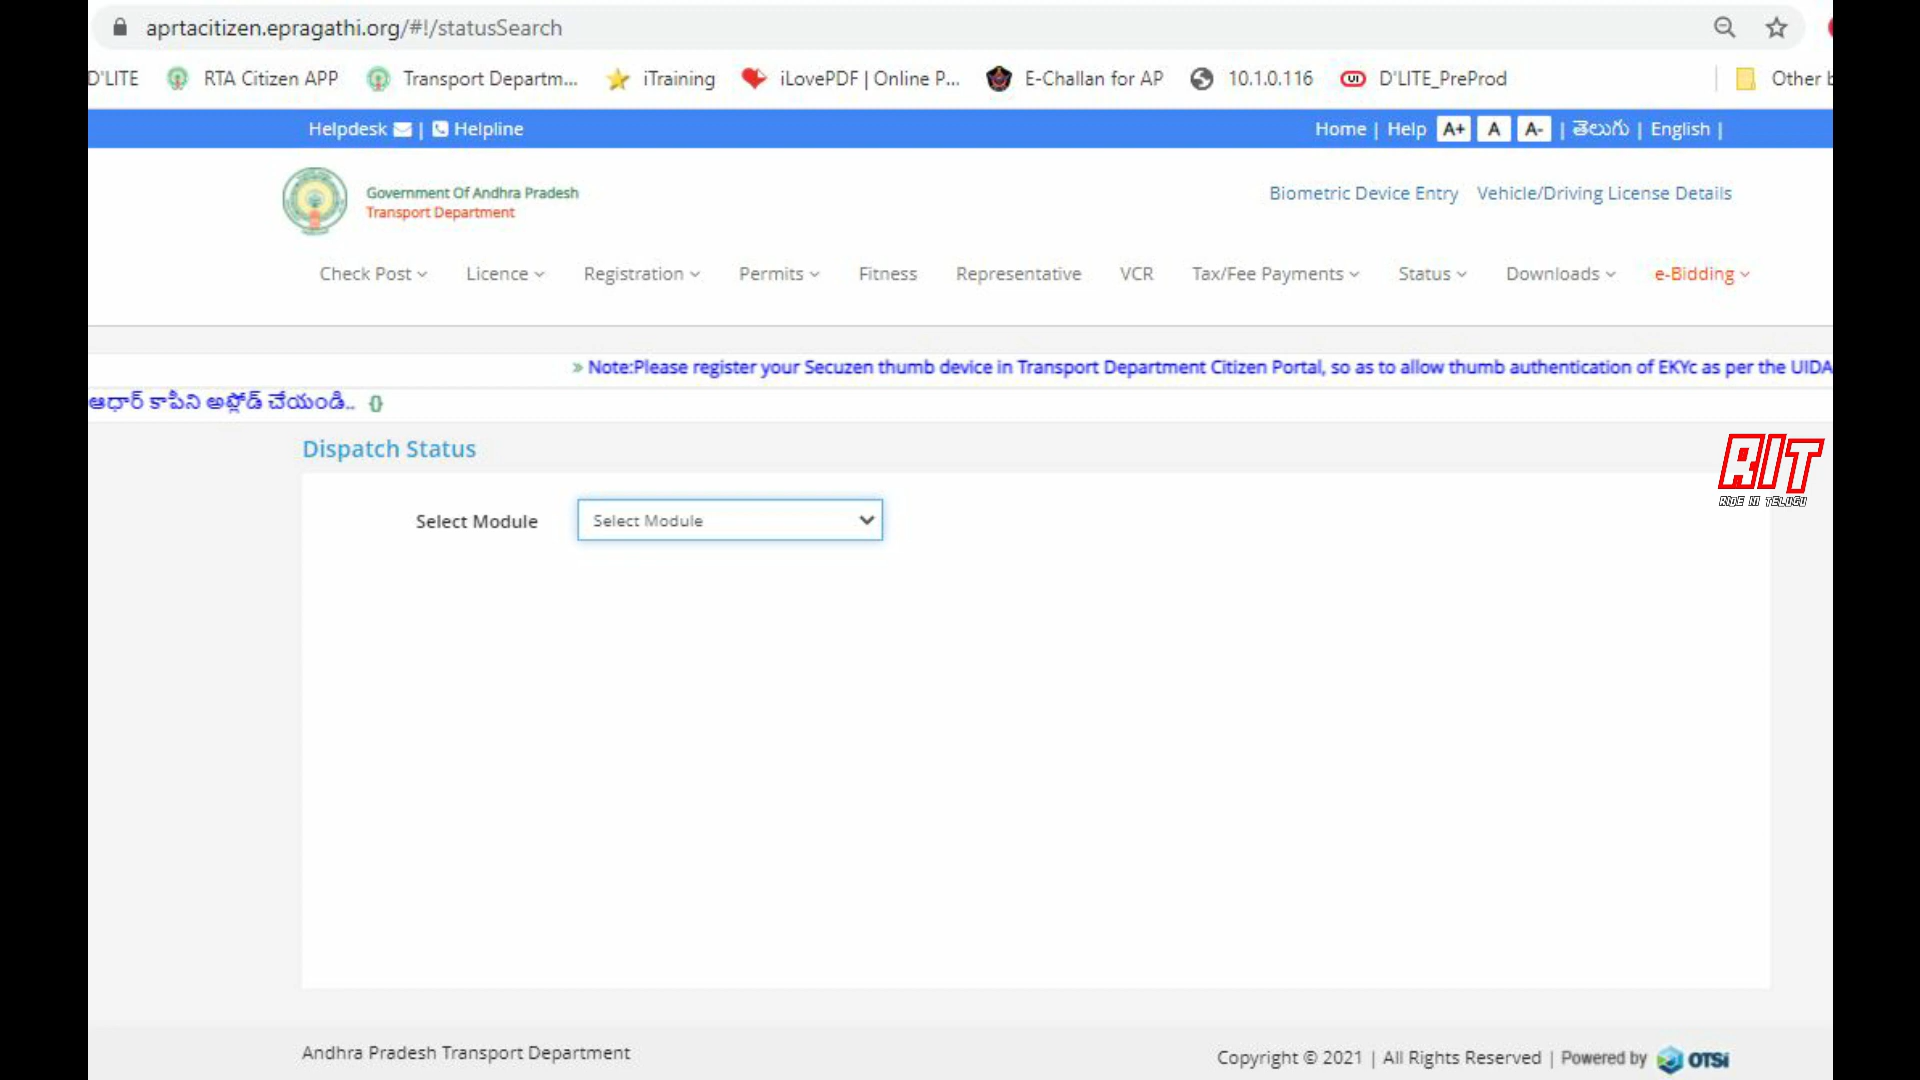 aprtacitizen.epragathi.org/#!/statusSearch
D'LITE RTA Citizen APP Transport Departm... iTraining iLovePDF | Online P... E-Challan for AP 10.1.0.116 D'LITE_PreProd Other b
Helpdesk | Helpline Home | Help A+ A A- | తెలుగు | English |
Government Of Andhra Pradesh
Transport Department
Biometric Device Entry Vehicle/Driving License Details
Check Post Licence Registration Permits Fitness Representative VCR Tax/Fee Payments Status Downloads e-Bidding
» Note:Please register your Secuzen thumb device in Transport Department Citizen Portal, so as to allow thumb authentication of EKYc as per the UIDA
ఆధార్ కాపీని అప్లోడ్ చేయండి.. {}
Dispatch Status
RIT
RIDE IN TELUGU
Select Module Select Module
Andhra Pradesh Transport Department
Copyright © 2021 | All Rights Reserved | Powered by OTSi